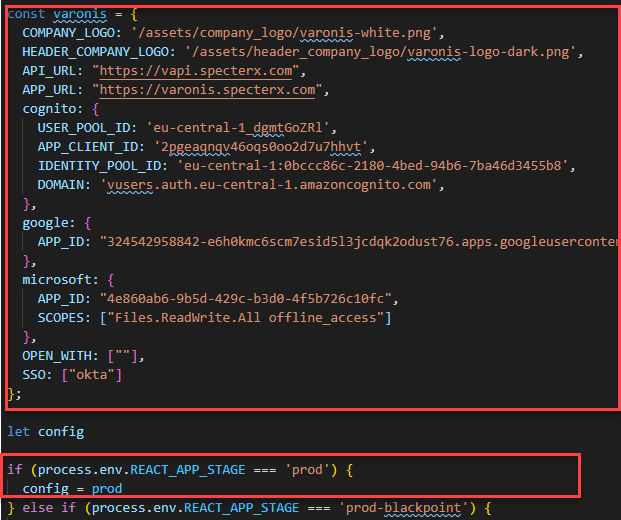 const varonis = {
COMPANY_LOGO: '/assets/company_logo/varonis-white.png',
HEADER_COMPANY_LOGO: '/assets/header_company_logo/varonis-logo-dark.png',
API_URL: "https://vapi.specterx.com",
APP_URL: "https://varonis.specterx.com",
cognito: {
USER_POOL_ID: 'eu-central-1_dgmtGoZRl',
APP_CLIENT_ID: '2pgeaqnqv46oqs0oo2d7u7hhvt',
IDENTITY_POOL_ID: 'eu-central-1:0bccc86c-2180-4bed-94b6-7ba46d3455b8',
DOMAIN: 'vusers.auth.eu-central-1.amazoncognito.com',
},
google: {
APP_ID: "324542958842-e6h0kmc6scm7esid5l3jcdqk2odust76.apps.googleuserconte
},
microsoft: {
APP_ID: "4e860ab6-9b5d-429c-b3d0-4f5b726c10fc",
SCOPES: ["Files.ReadWrite.All offline_access"]
},
OPEN_WITH: [""],
SSO: ["okta"]
};
let config
if (process.env.REACT_APP_STAGE === 'prod') {
config = prod
} else if (process.env.REACT_APP_STAGE === 'prod-blackpoint') {